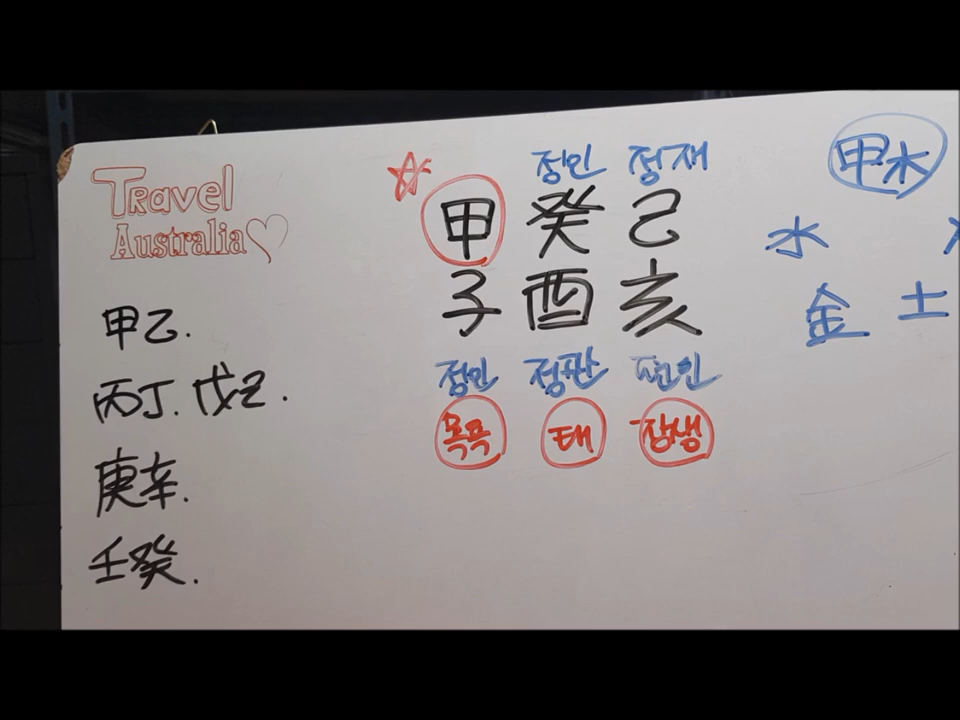 Travel
Australia
甲乙.
丙丁. 戊己.
庚辛.
壬癸.
정인 정재
甲 癸 己
子 酉 亥
정인 정관 편인
목욕 태 장생
甲木
水
金 土